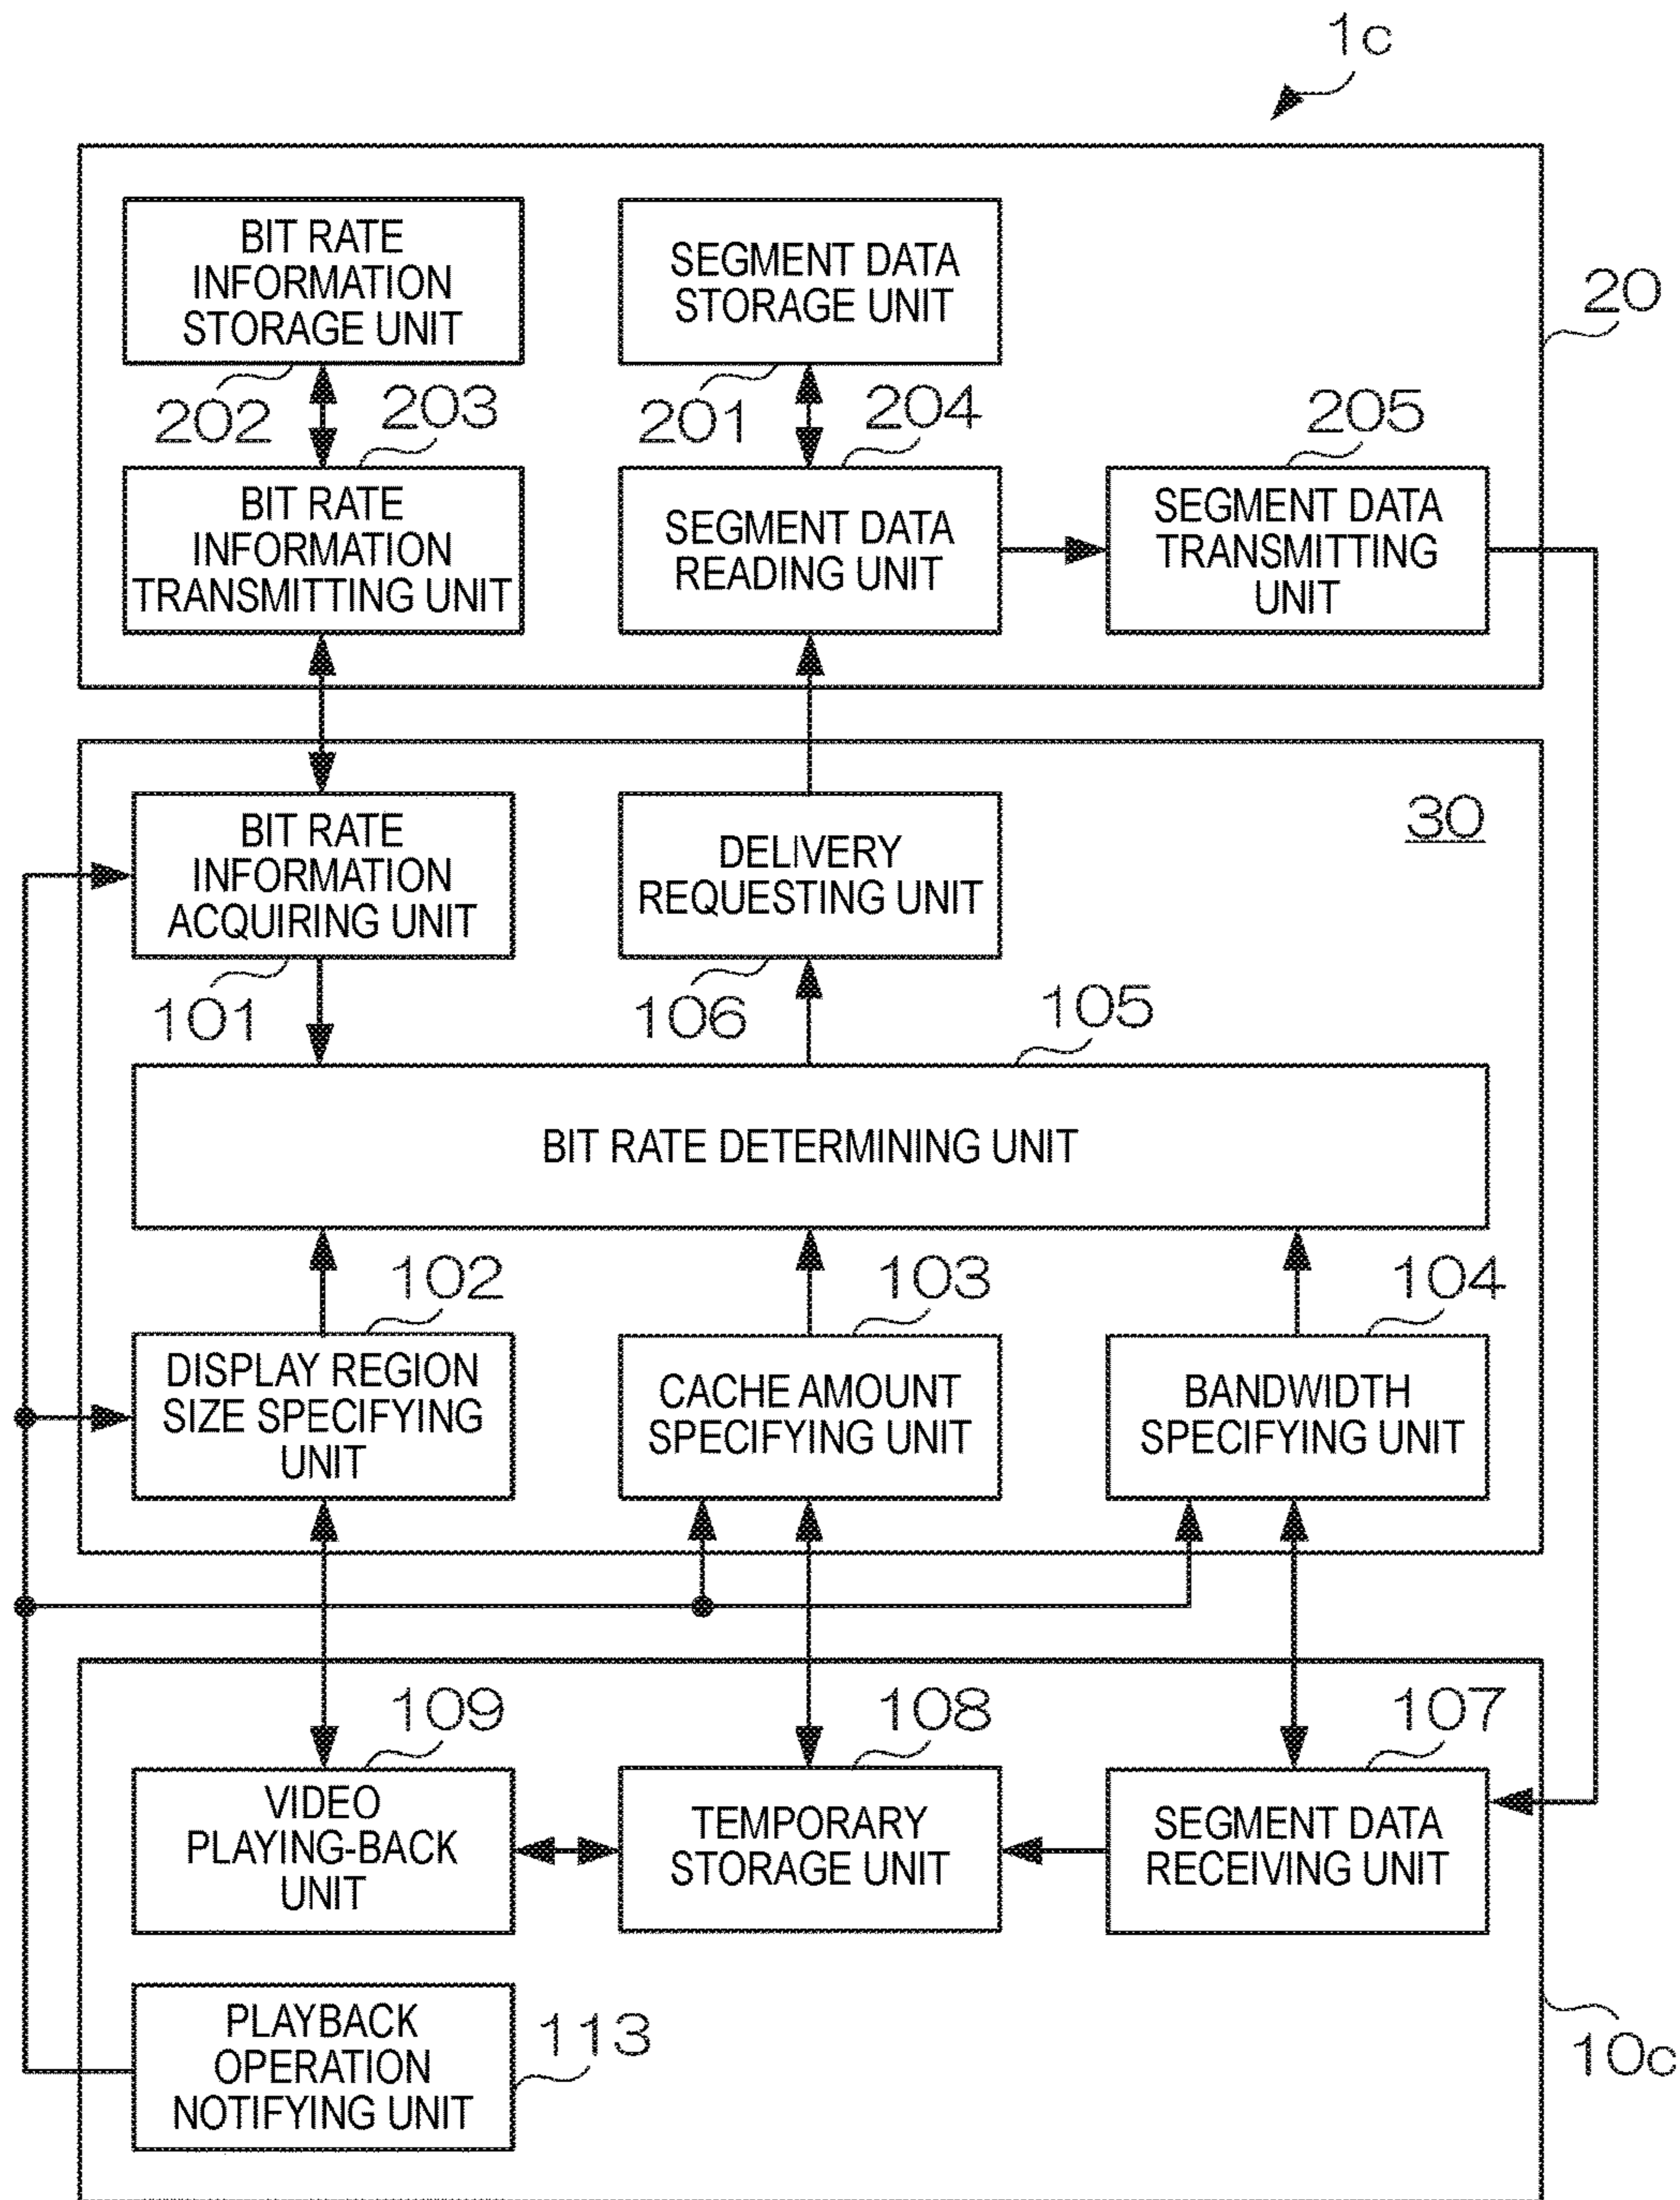 1c
BIT RATE
INFORMATION
STORAGE UNIT
SEGMENT DATA
STORAGE UNIT
20
202
203
201
204
205
BIT RATE
INFORMATION
TRANSMITTING UNIT
SEGMENT DATA
READING UNIT
SEGMENT DATA
TRANSMITTING
UNIT
30
BIT RATE
INFORMATION
ACQUIRING UNIT
DELIVERY
REQUESTING UNIT
101
106
105
BIT RATE DETERMINING UNIT
102
103
104
DISPLAY REGION
SIZE SPECIFYING
UNIT
CACHE AMOUNT
SPECIFYING UNIT
BANDWIDTH
SPECIFYING UNIT
109
108
107
VIDEO
PLAYING-BACK
UNIT
TEMPORARY
STORAGE UNIT
SEGMENT DATA
RECEIVING UNIT
PLAYBACK
OPERATION
NOTIFYING UNIT
113
10c